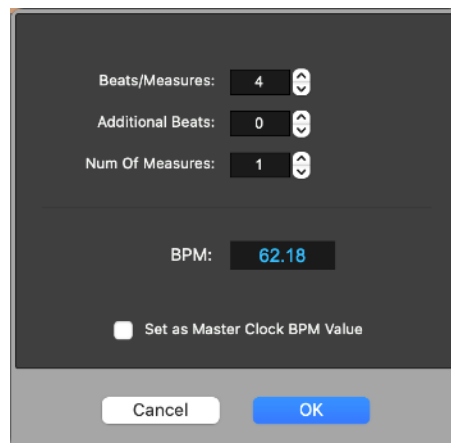 Beats/Measures: 4
Additional Beats: 0
Num Of Measures: 1
BPM: 62.18
Set as Master Clock BPM Value
Cancel OK